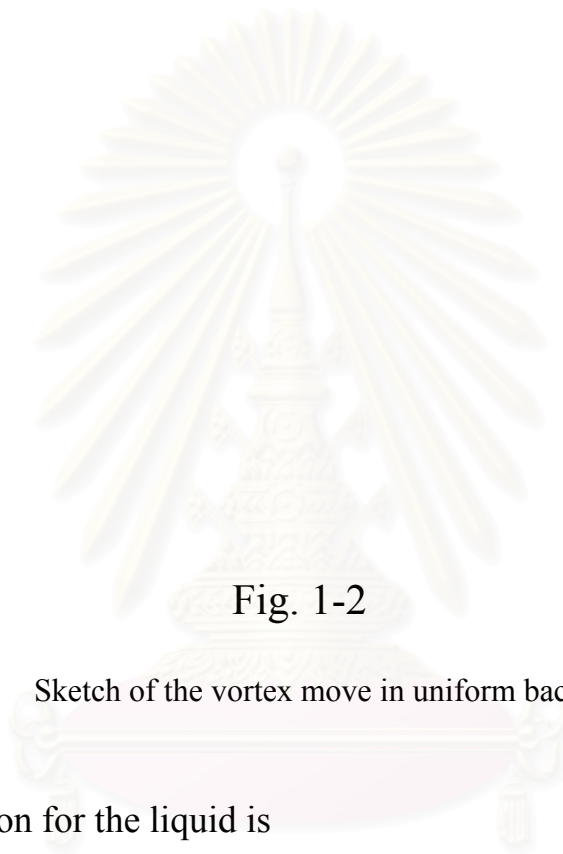 Fig. 1-2
Sketch of the vortex move in uniform bac
on for the liquid is